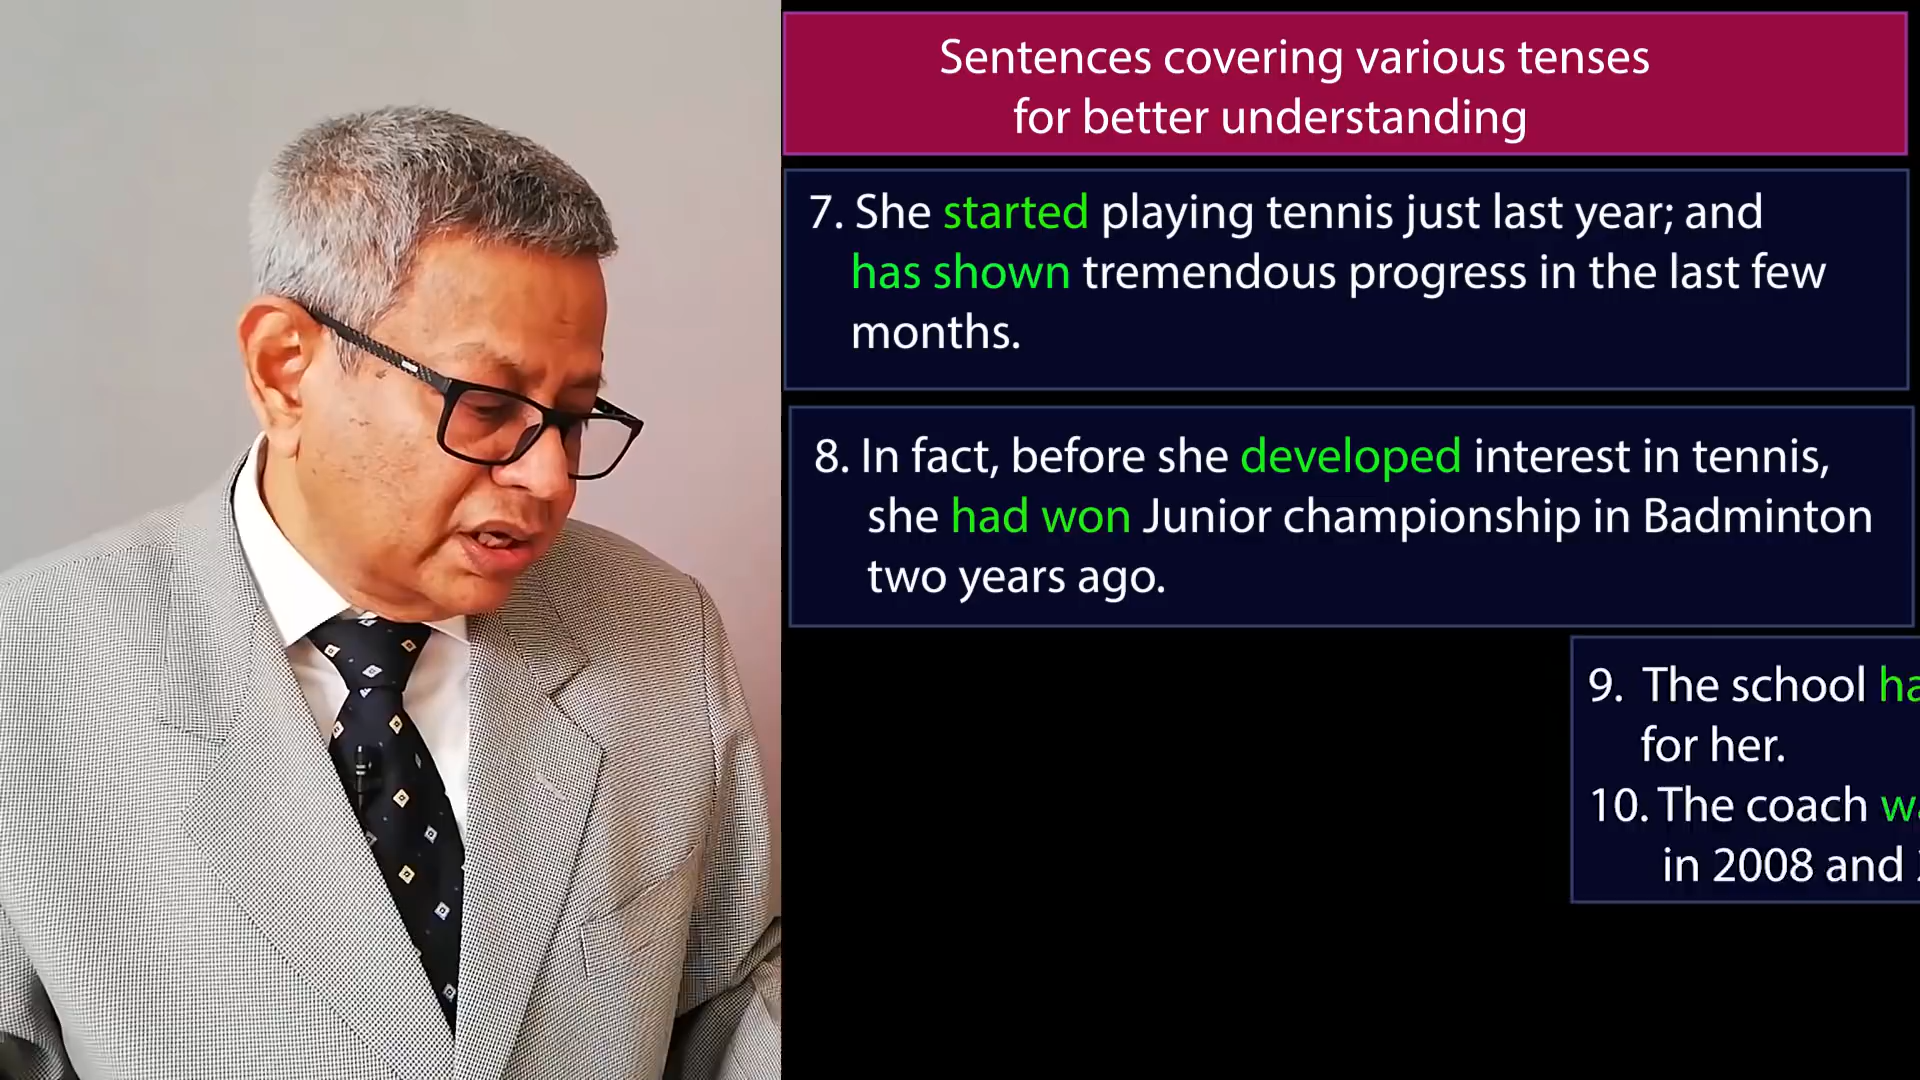 Sentences covering various tenses
for better understanding
7. She started playing tennis just last year; and
has shown tremendous progress in the last few
months.
8. In fact, before she developed interest in tennis,
she had won Junior championship in Badminton
two years ago.
9. The school
for her.
10. The coach
in 2008 and